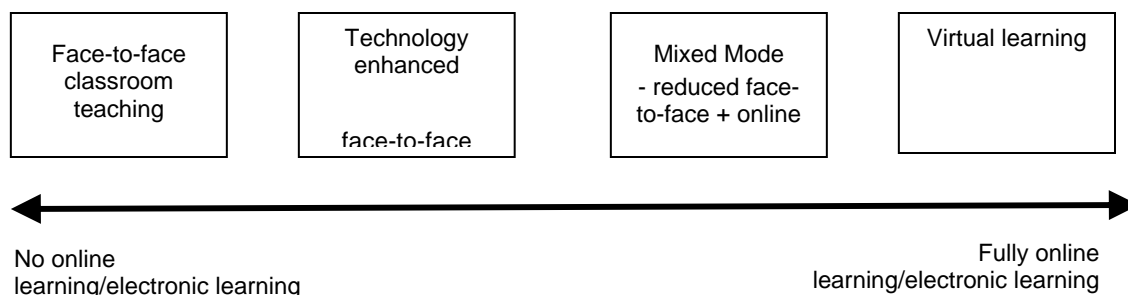 Face-to-face
classroom
teaching
Technology
enhanced
face-to-face
Mixed Mode
- reduced face-
to-face + online
Virtual learning
No online
learning/electronic learning
Fully online
learning/electronic learning